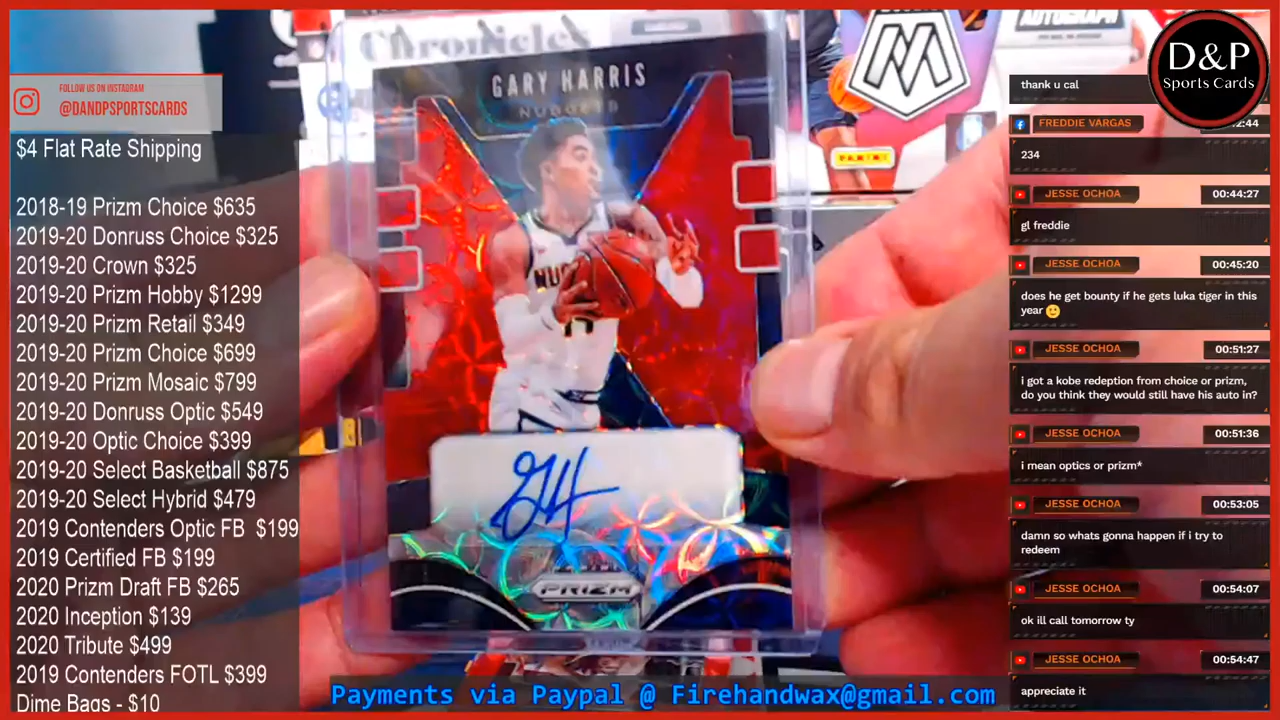 FOLLOW US ON INSTAGRAM
@DANDPSPORTSCARDS
$4 Flat Rate Shipping
2018-19 Prizm Choice $635
2019-20 Donruss Choice $325
2019-20 Crown $325
2019-20 Prizm Hobby $1299
2019-20 Prizm Retail $349
2019-20 Prizm Choice $699
2019-20 Prizm Mosaic $799
2019-20 Donruss Optic $549
2019-20 Optic Choice $399
2019-20 Select Basketball $875
2019-20 Select Hybrid $479
2019 Contenders Optic FB $199
2019 Certified FB $199
2020 Prizm Draft FB $265
2020 Inception $139
2020 Tribute $499
2019 Contenders FOTL $399
Dime Bags - $10
Chronicles
GARY HARRIS
NUGGETS
GH
PRIZM
PANINI
AUTOGRAPH
Payments via Paypal @ Firehandwax@gmail.com
D&P
Sports Cards
thank u cal
FREDDIE VARGAS
234
JESSE OCHOA 00:44:27
gl freddie
JESSE OCHOA 00:45:20
does he get bounty if he gets luka tiger in this
year 🙂
JESSE OCHOA 00:51:27
i got a kobe redeption from choice or prizm,
do you think they would still have his auto in?
JESSE OCHOA 00:51:36
i mean optics or prizm*
JESSE OCHOA 00:53:05
damn so whats gonna happen if i try to
redeem
JESSE OCHOA 00:54:07
ok ill call tomorrow ty
JESSE OCHOA 00:54:47
appreciate it